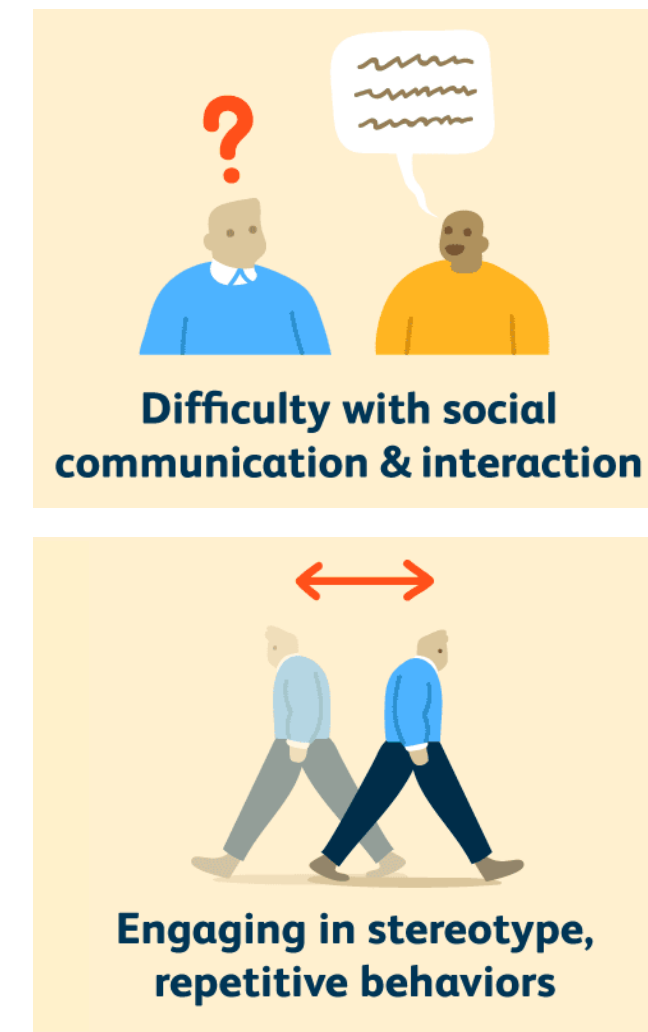 ?
Difficulty with social
communication & interaction
Engaging in stereotype,
repetitive behaviors